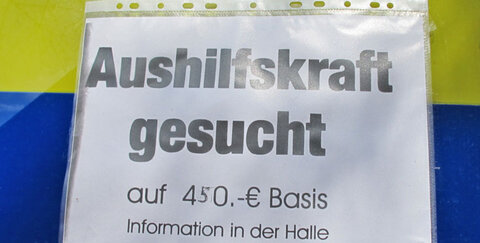 Aushilfskraft
gesucht
auf 450.-€ Basis
Information in der Halle